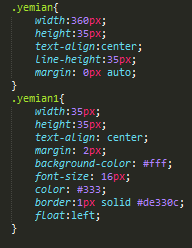 .yemian{
width:360px;
height:35px;
text-align:center;
line-height:35px;
margin: 0px auto;
}
.yemian1{
width:35px;
height:35px;
text-align: center;
margin: 2px;
background-color: #fff;
font-size: 16px;
color: #333;
border:1px solid #de330c;
float:left;
}